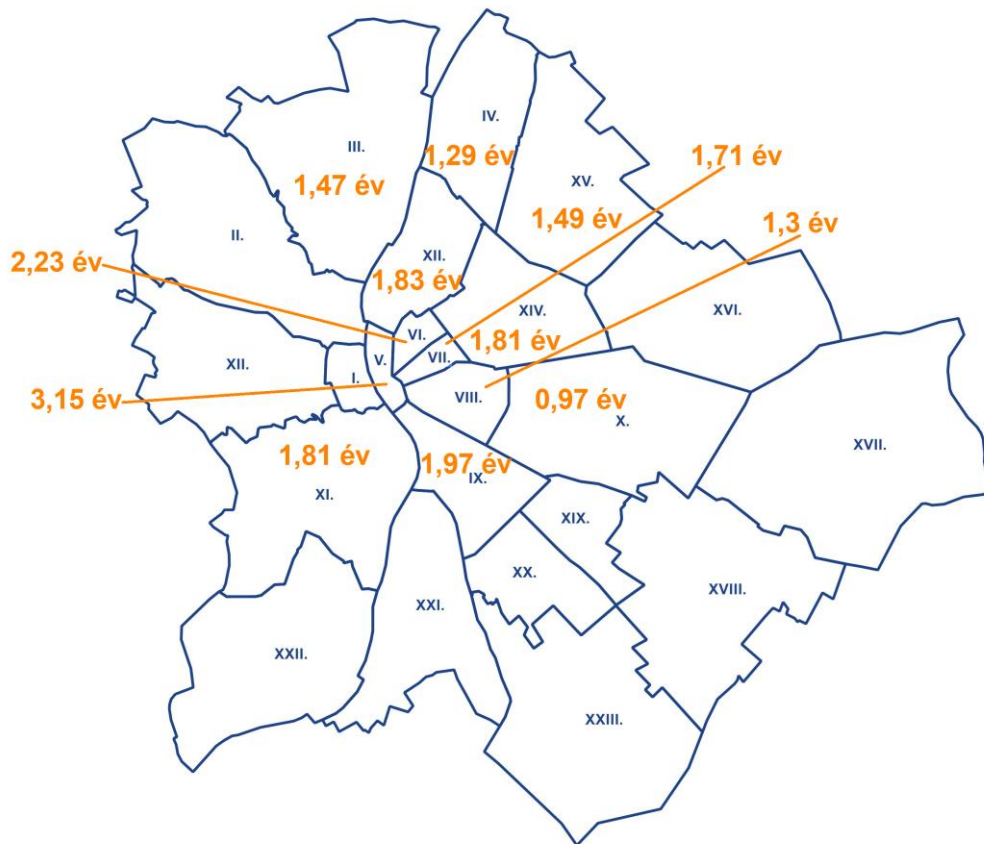 IV.
III.
1,29 év
1,71 év
XV.
1,47 év
1,49 év
1,3 év
II.
XII.
2,23 év
1,83 év
XIV.
XVI.
VI.
1,81 év
VII.
XII.
V.
I.
3,15 év
VIII.
0,97 év
X.
XVII.
1,81 év
1,97 év
IX.
XI.
XIX.
XX.
XVIII.
XXI.
XXII.
XXIII.